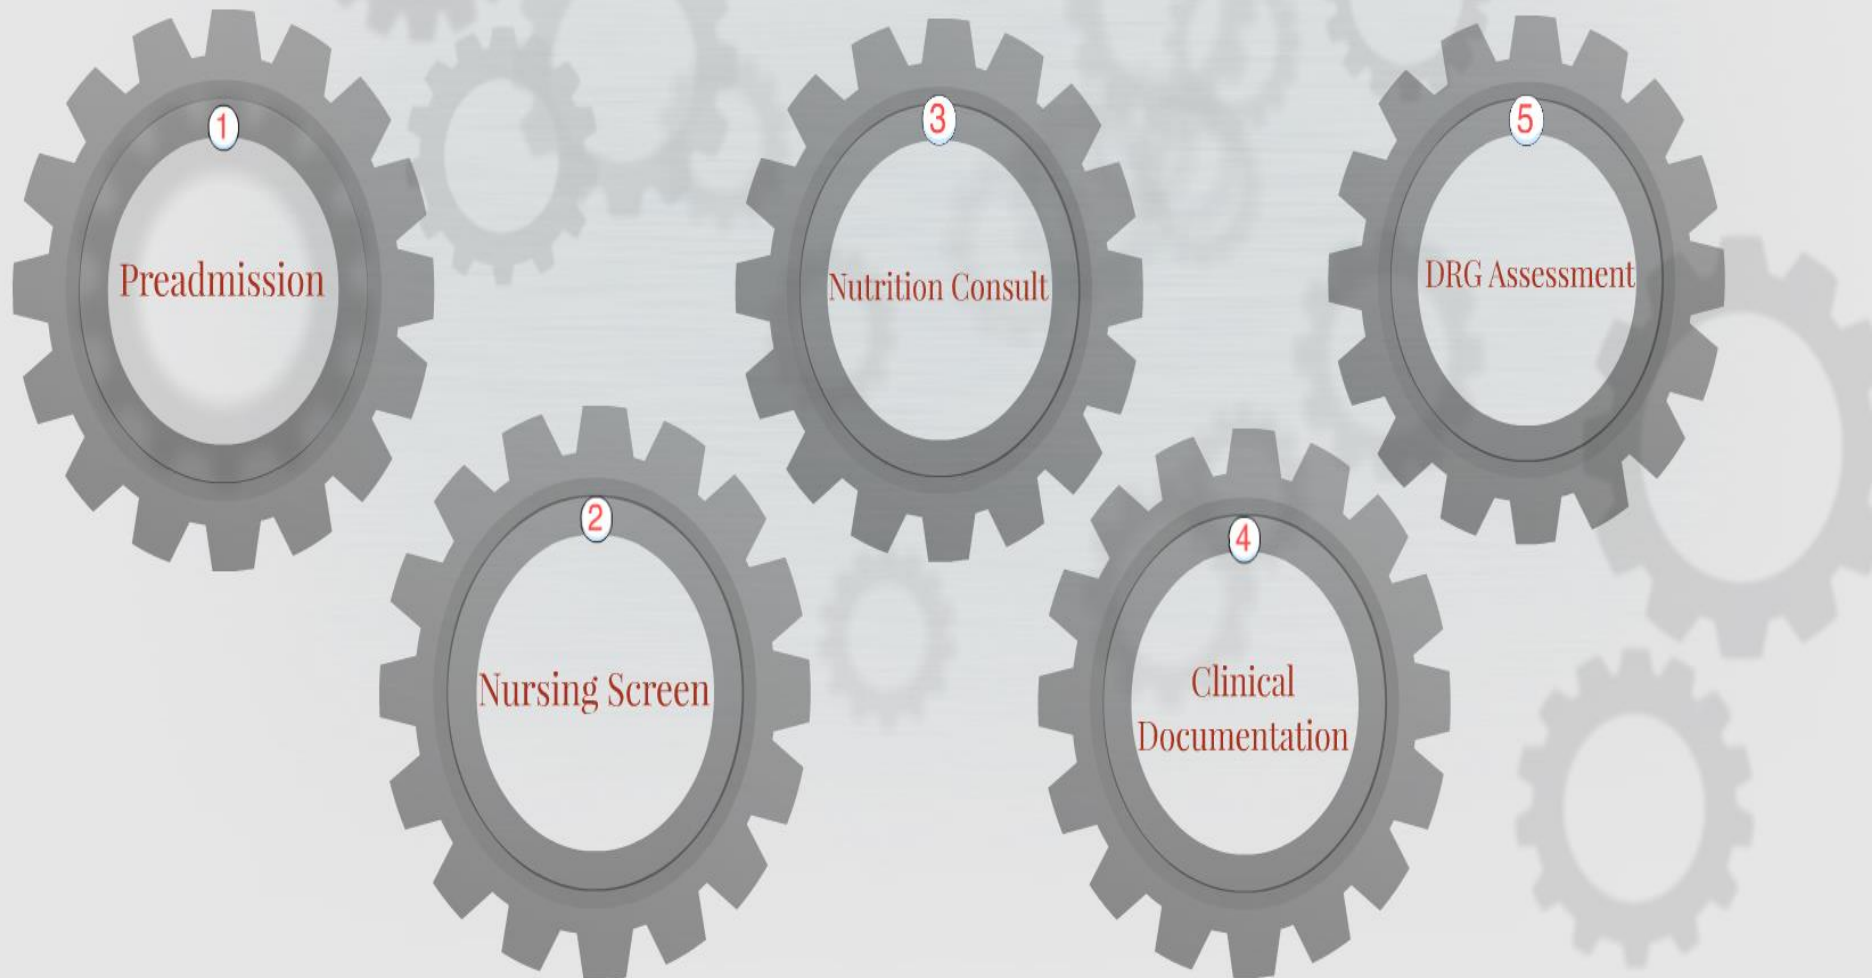 1
Preadmission
2
Nursing Screen
3
Nutrition Consult
4
Clinical
Documentation
5
DRG Assessment